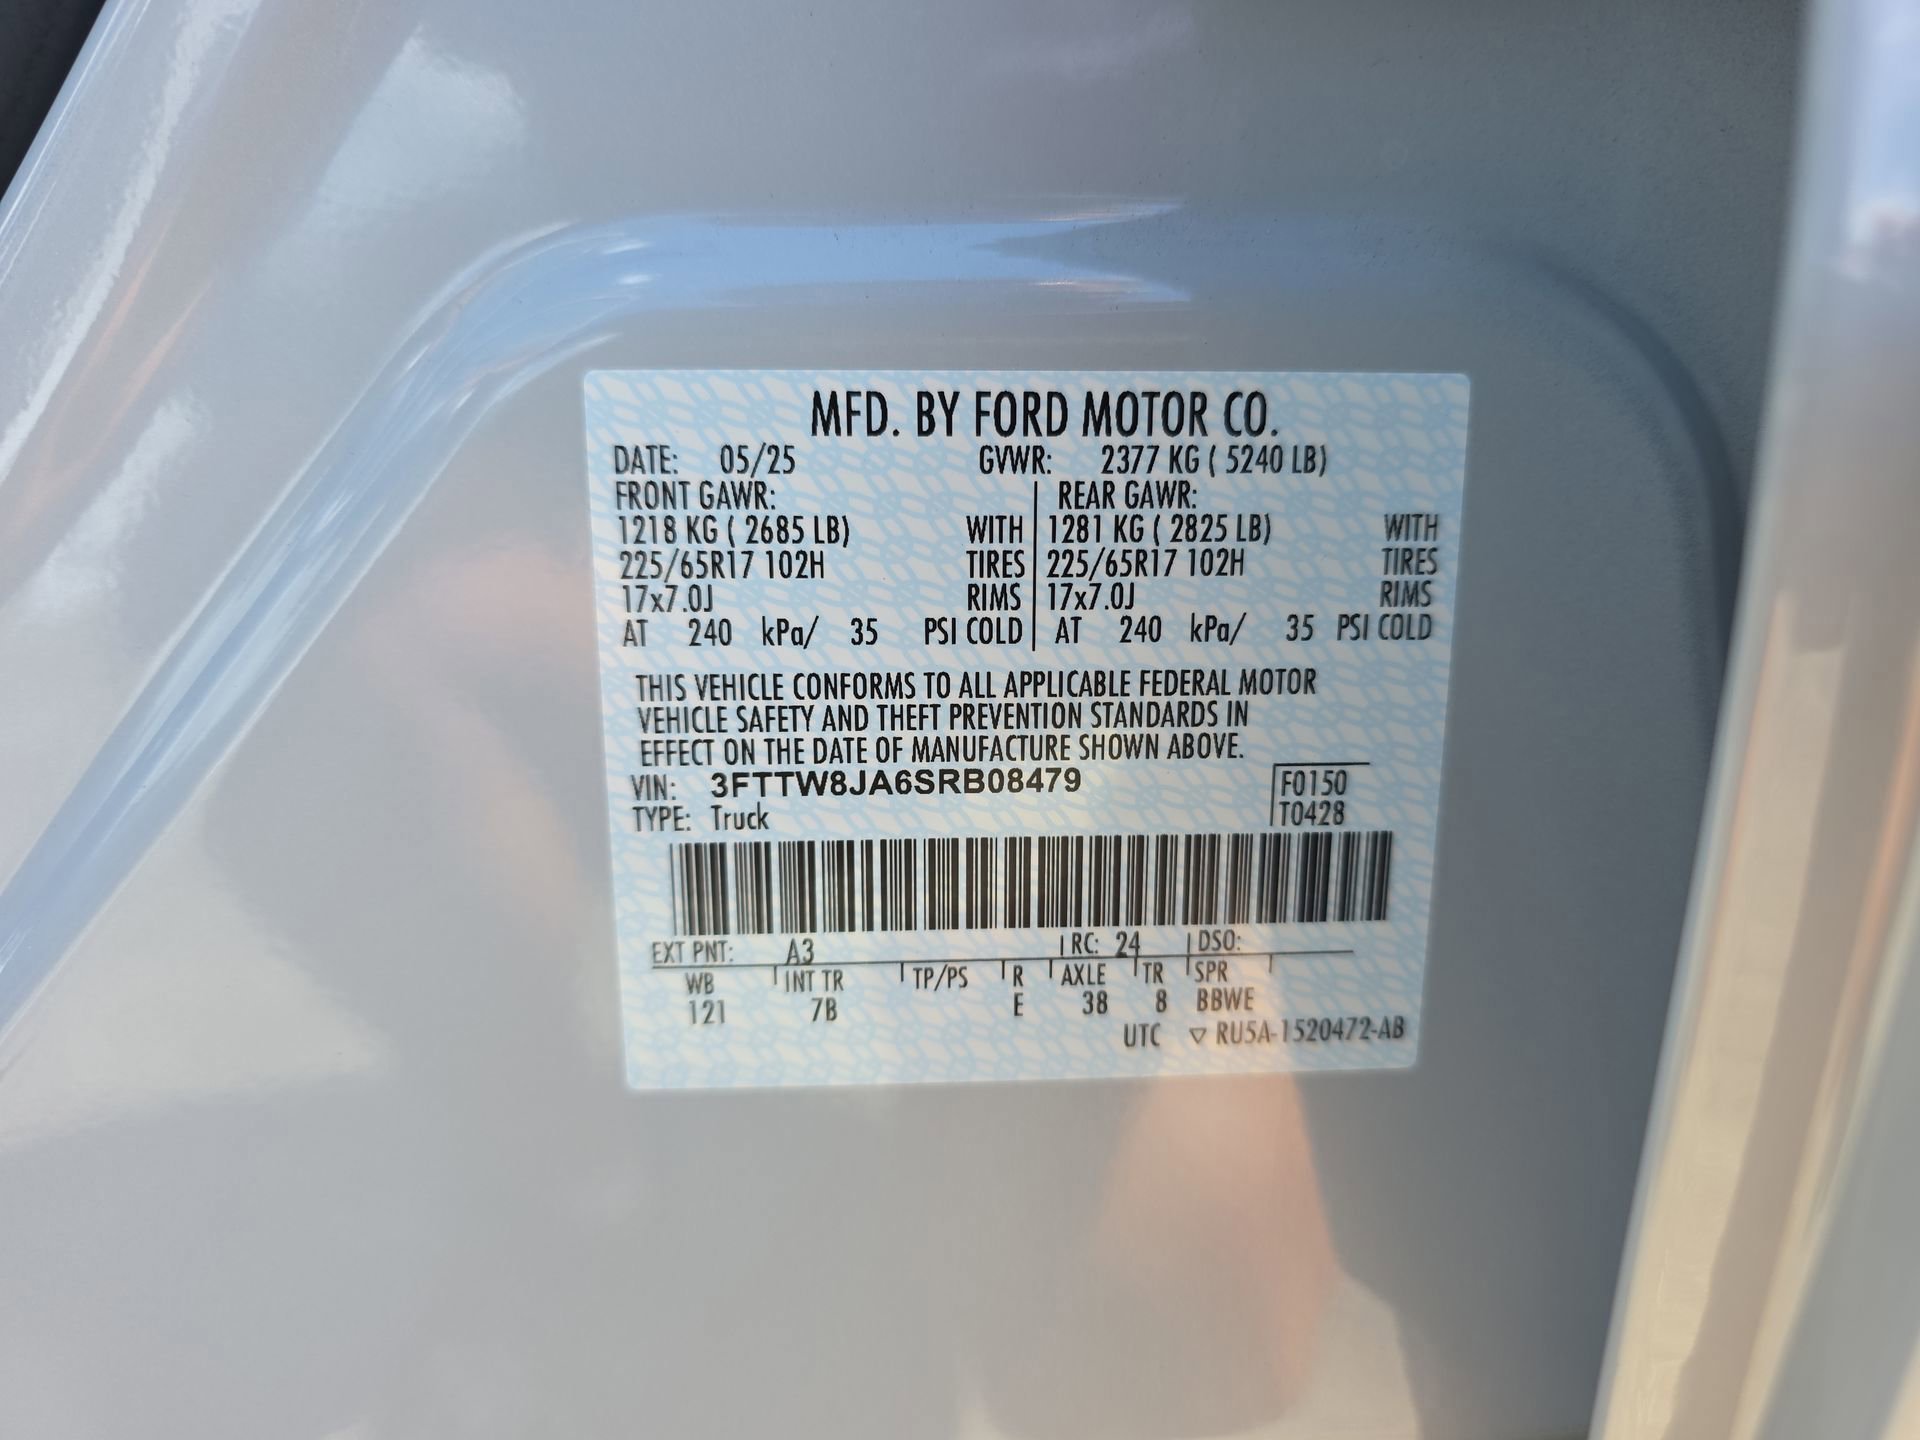 MFD. BY FORD MOTOR CO.
DATE: 05/25 GVWR: 2377 KG ( 5240 LB)
FRONT GAWR: REAR GAWR:
1218 KG ( 2685 LB) WITH 1281 KG ( 2825 LB) WITH
225/65R17 102H TIRES 225/65R17 102H TIRES
17x7.0J RIMS 17x7.0J RIMS
AT 240 kPa/ 35 PSI COLD AT 240 kPa/ 35 PSI COLD
THIS VEHICLE CONFORMS TO ALL APPLICABLE FEDERAL MOTOR
VEHICLE SAFETY AND THEFT PREVENTION STANDARDS IN
EFFECT ON THE DATE OF MANUFACTURE SHOWN ABOVE.
VIN: 3FTTW8JA6SRB08479 F0150
TYPE: Truck T0428
EXT PNT: A3 RC: 24 DSO:
WB INT TR TP/PS R AXLE TR SPR
121 7B E 38 8 BBWE
UTC ▽ RU5A-1520472-AB